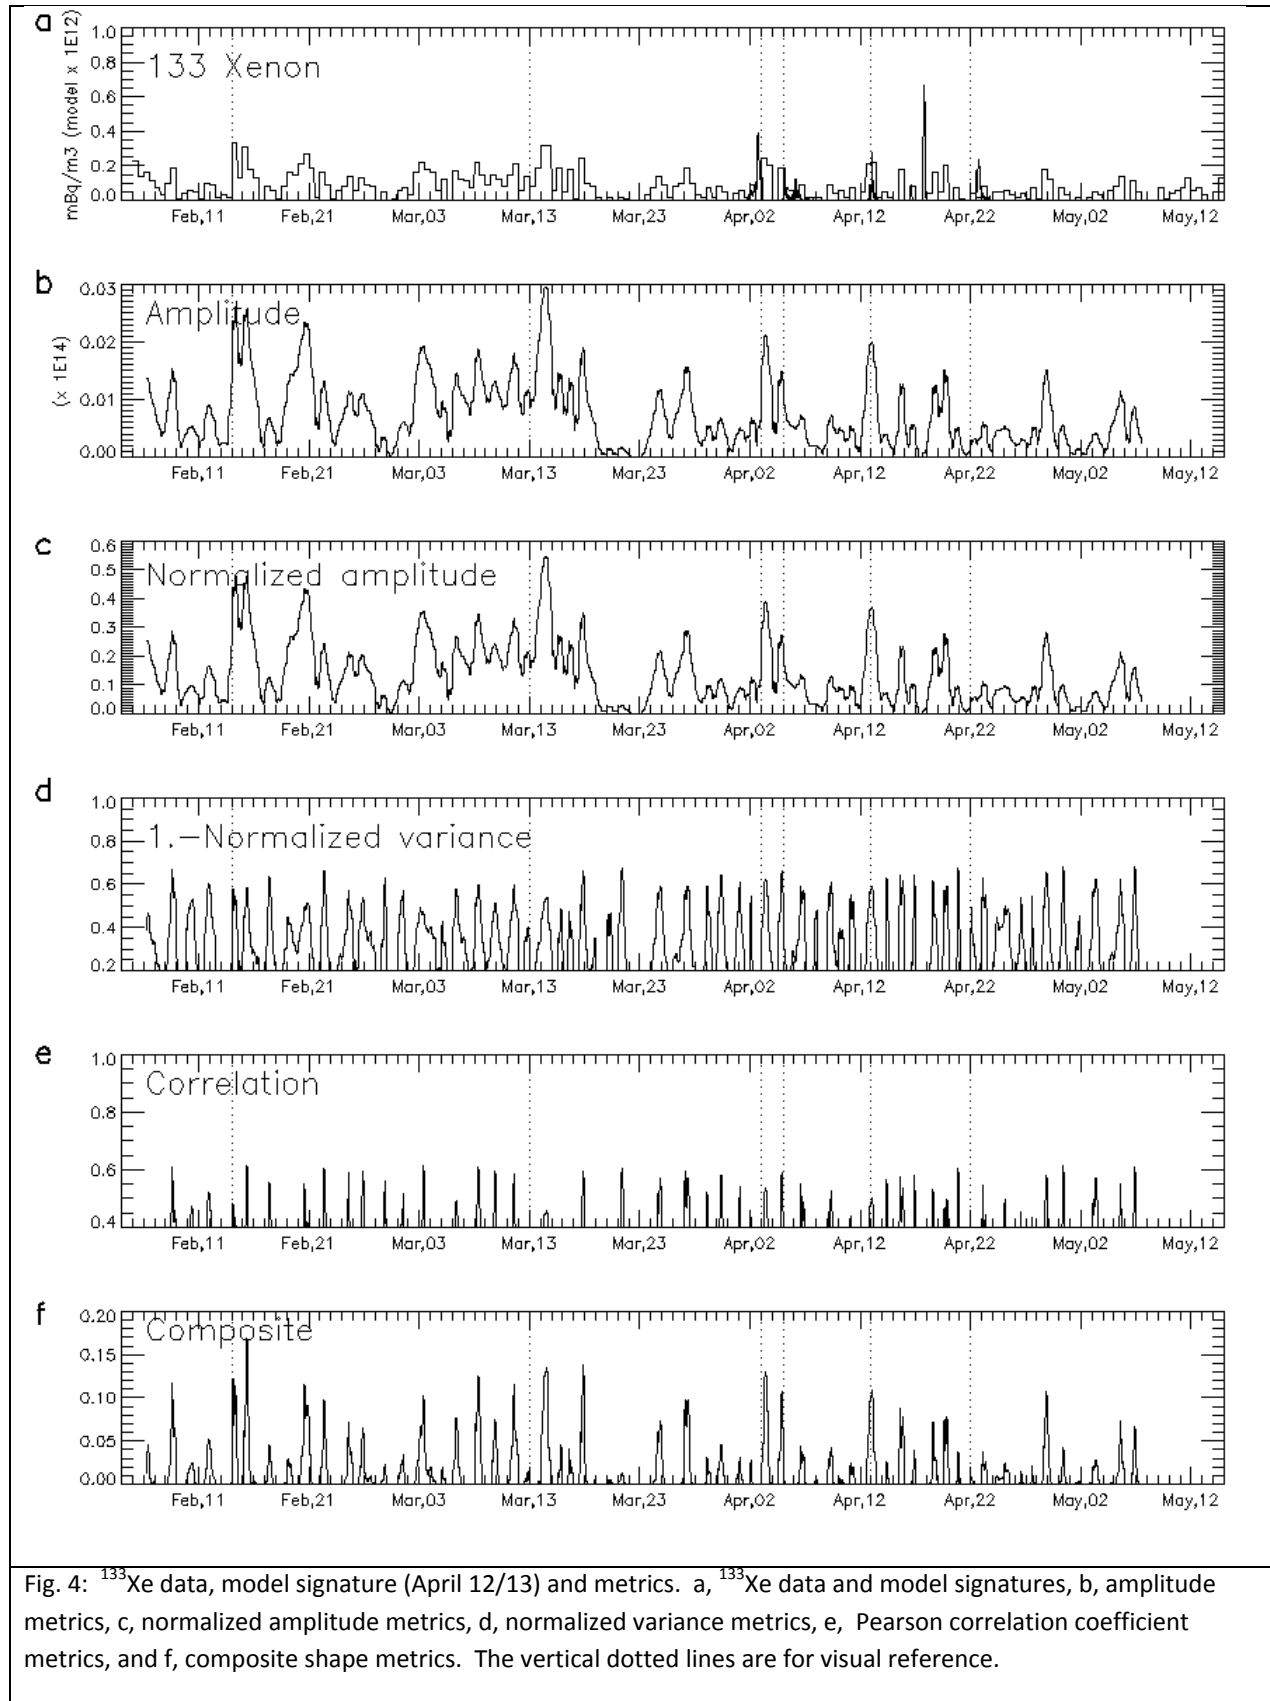 a
mBq/m3 (model x 1E12)
1.0
0.8
0.6
0.4
0.2
0.0
133 Xenon
Feb,11 Feb,21 Mar,03 Mar,13 Mar,23 Apr,02 Apr,12 Apr,22 May,02 May,12
b
(x 1E14)
0.03
0.02
0.01
0.00
Amplitude
Feb,11 Feb,21 Mar,03 Mar,13 Mar,23 Apr,02 Apr,12 Apr,22 May,02 May,12
c
0.6
0.5
0.4
0.3
0.2
0.1
0.0
Normalized amplitude
Feb,11 Feb,21 Mar,03 Mar,13 Mar,23 Apr,02 Apr,12 Apr,22 May,02 May,12
d
1.0
0.8
0.6
0.4
0.2
1.-Normalized variance
Feb,11 Feb,21 Mar,03 Mar,13 Mar,23 Apr,02 Apr,12 Apr,22 May,02 May,12
e
1.0
0.8
0.6
0.4
Correlation
Feb,11 Feb,21 Mar,03 Mar,13 Mar,23 Apr,02 Apr,12 Apr,22 May,02 May,12
f
0.20
0.15
0.10
0.05
0.00
Composite
Feb,11 Feb,21 Mar,03 Mar,13 Mar,23 Apr,02 Apr,12 Apr,22 May,02 May,12
Fig. 4: ¹³³Xe data, model signature (April 12/13) and metrics. a, ¹³³Xe data and model signatures, b, amplitude
metrics, c, normalized amplitude metrics, d, normalized variance metrics, e, Pearson correlation coefficient
metrics, and f, composite shape metrics. The vertical dotted lines are for visual reference.